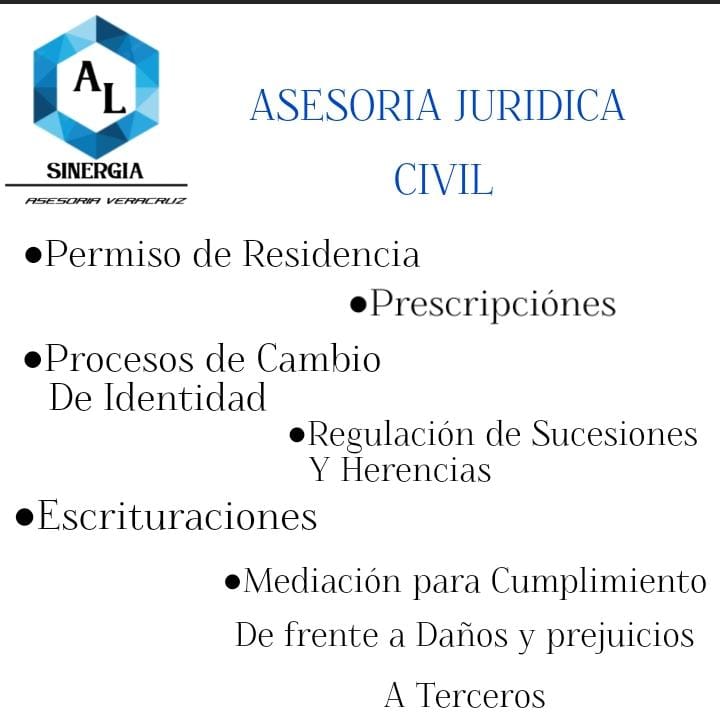 A
L
SINERGIA
ASESORIA VERACRUZ
ASESORIA JURIDICA
CIVIL
●Permiso de Residencia
●Prescripciónes
●Procesos de Cambio
De Identidad
●Regulación de Sucesiones
Y Herencias
●Escrituraciones
●Mediación para Cumplimiento
De frente a Daños y prejuicios
A Terceros